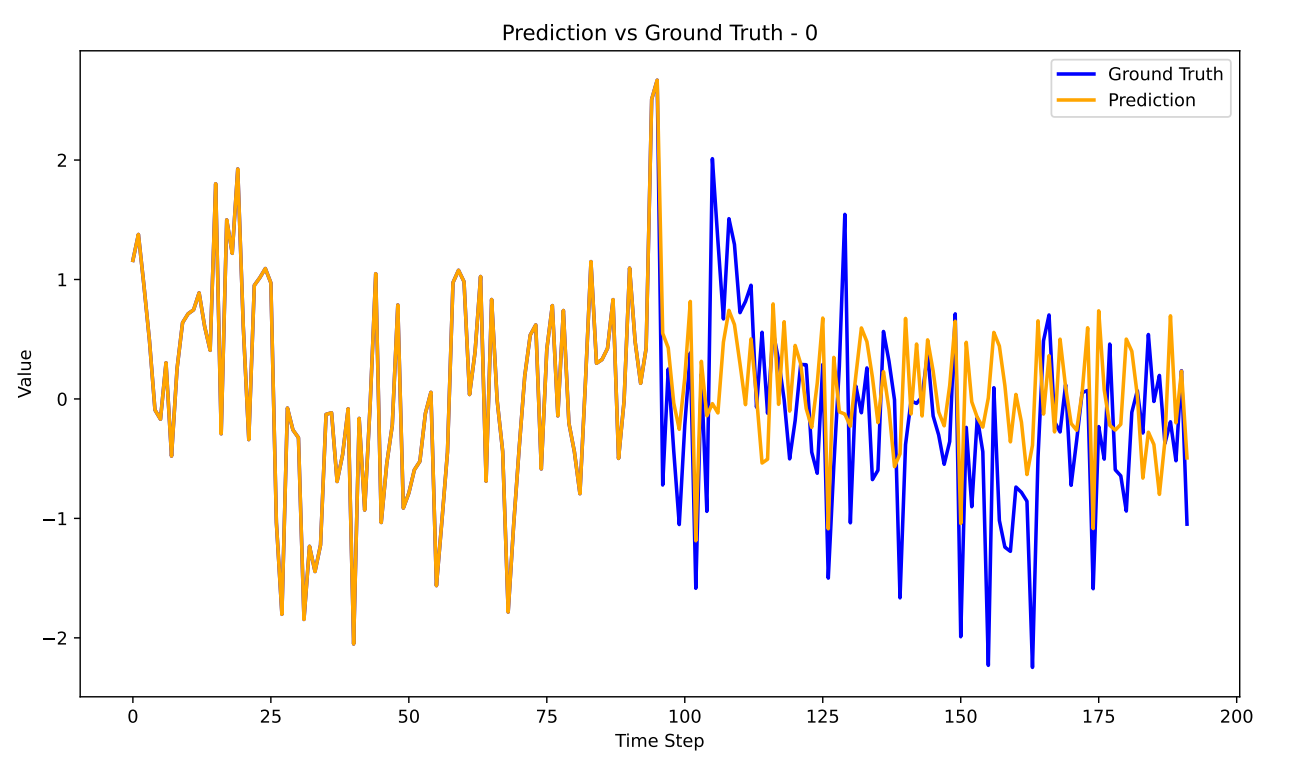 Prediction vs Ground Truth - 0
Ground Truth
Prediction
Value
2
1
0
−1
−2
0 25 50 75 100 125 150 175 200
Time Step